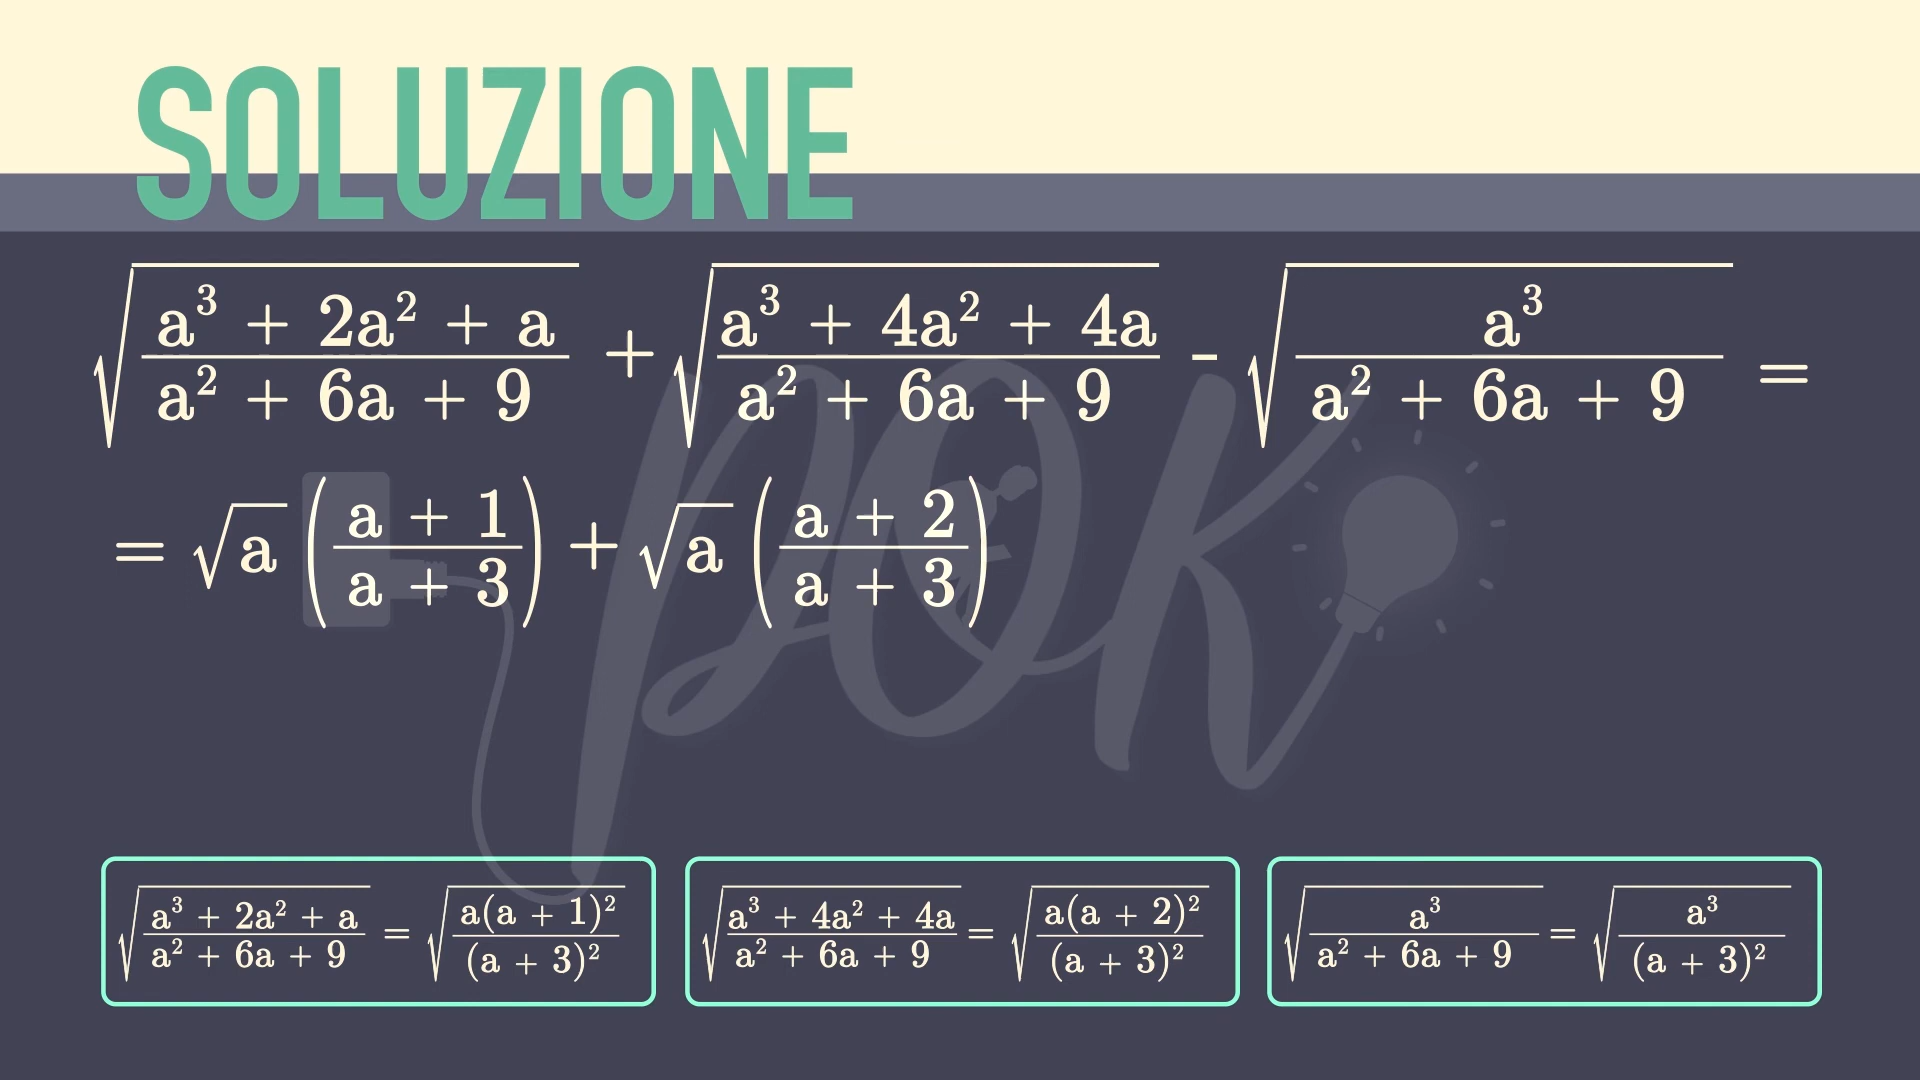 SOLUZIONE
√((a³ + 2a² + a)/(a² + 6a + 9)) + √((a³ + 4a² + 4a)/(a² + 6a + 9)) - √(a³/(a² + 6a + 9)) =
= √a ((a + 1)/(a + 3)) + √a ((a + 2)/(a + 3))
POK
√((a³ + 2a² + a)/(a² + 6a + 9)) = √(a(a + 1)²/(a + 3)²)
√((a³ + 4a² + 4a)/(a² + 6a + 9)) = √(a(a + 2)²/(a + 3)²)
√(a³/(a² + 6a + 9)) = √(a³/(a + 3)²)